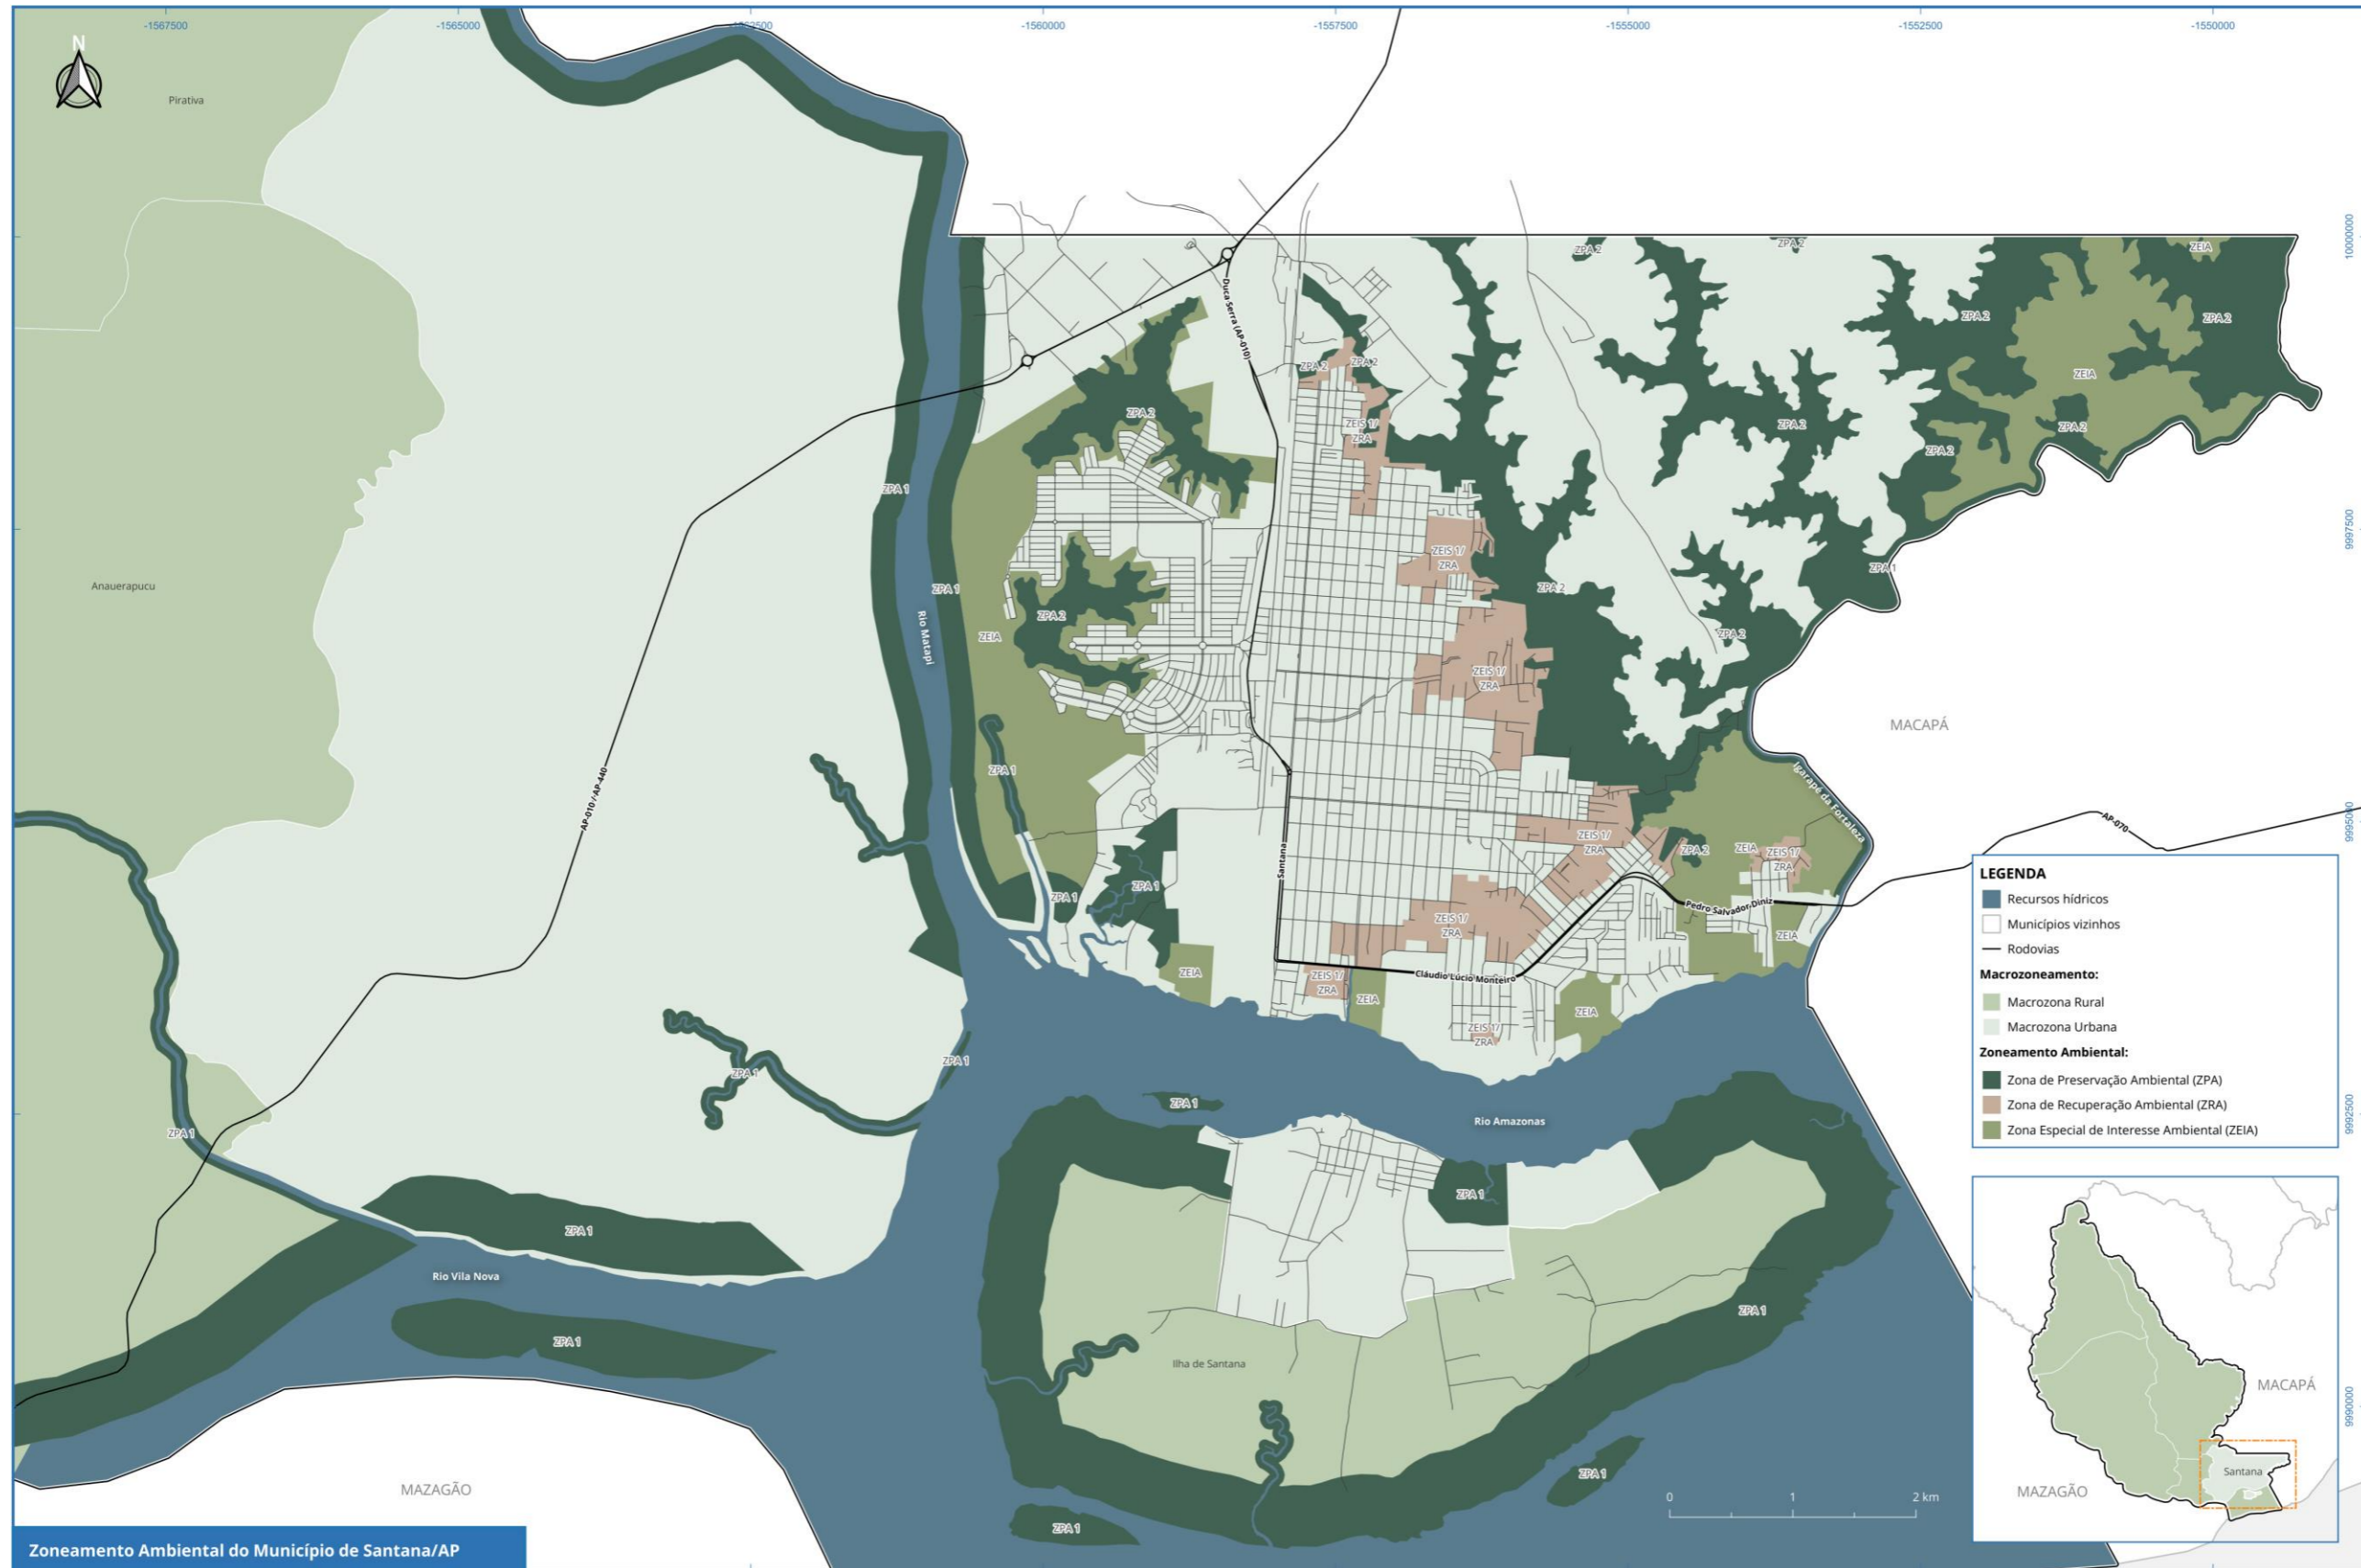 -1567500
-1565000
-1562500
-1560000
-1557500
-1555000
-1552500
-1550000
N
Pirativa
10000000
ZPA 2
ZPA 2
ZEIA
ZPA 2
ZPA 2
Duca Serra (AP-010)
ZPA 2
ZPA 2
ZEIA
ZPA 2
ZEIS 1/
ZRA
ZPA 2
ZPA 2
ZPA 2
ZPA 1
9997500
ZEIS 1/
ZRA
ZPA 1
Anauerapucu
ZPA 1
ZPA 2
ZPA 2
Rio Matapi
ZEIA
ZPA 2
ZEIS 1/
ZRA
MACAPÁ
ZPA 1
AP-010 / AP-440
Igarapé da Fortaleza
9995000
AP-070
ZEIS 1/
ZRA
ZPA 2
ZEIA
ZEIS 1/
ZRA
Santana
ZPA 1
ZPA 1
Pedro Salvador Diniz
ZEIS 1/
ZRA
ZEIA
ZEIA
ZEIS 1/
ZRA
Cláudio Lúcio Monteiro
ZEIA
ZEIA
ZEIS 1/
ZRA
ZPA 1
ZPA 1
ZPA 1
Rio Amazonas
9992500
ZPA 1
ZPA 1
ZPA 1
Rio Vila Nova
ZPA 1
ZPA 1
Ilha de Santana
9990000
ZPA 1
ZPA 1
MAZAGÃO
0 1 2 km
LEGENDA
Recursos hídricos
Municípios vizinhos
Rodovias
Macrozoneamento:
Macrozona Rural
Macrozona Urbana
Zoneamento Ambiental:
Zona de Preservação Ambiental (ZPA)
Zona de Recuperação Ambiental (ZRA)
Zona Especial de Interesse Ambiental (ZEIA)
MACAPÁ
Santana
MAZAGÃO
Zoneamento Ambiental do Município de Santana/AP